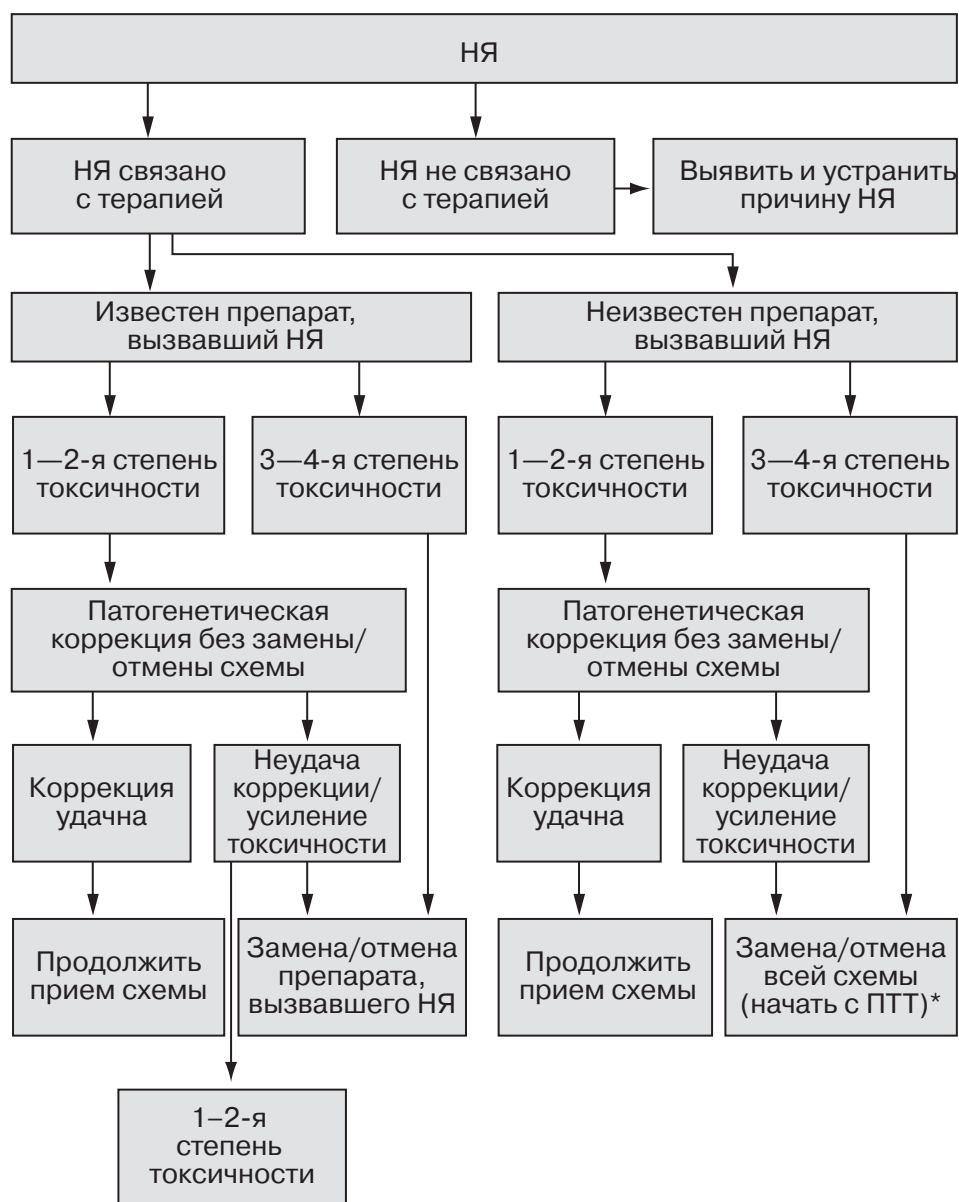 НЯ
НЯ связано
с терапией
НЯ не связано
с терапией
Выявить и устранить
причину НЯ
Известен препарат,
вызвавший НЯ
Неизвестен препарат,
вызвавший НЯ
1—2-я степень
токсичности
3—4-я степень
токсичности
1—2-я степень
токсичности
3—4-я степень
токсичности
Патогенетическая
коррекция без замены/
отмены схемы
Патогенетическая
коррекция без замены/
отмены схемы
Коррекция
удачна
Неудача
коррекции/
усиление
токсичности
Коррекция
удачна
Неудача
коррекции/
усиление
токсичности
Продолжить
прием схемы
Замена/отмена
препарата,
вызвавшего НЯ
Продолжить
прием схемы
Замена/отмена
всей схемы
(начать с ПТТ)*
1–2-я
степень
токсичности